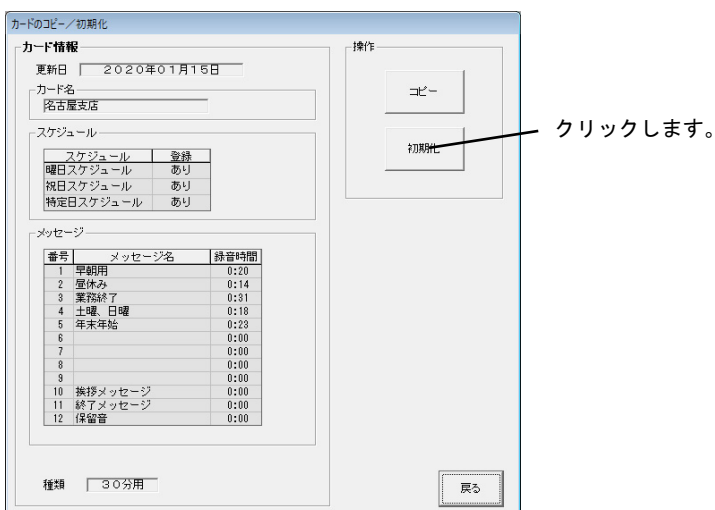 カードのコピー／初期化
カード情報
更新日 2020年01月15日
カード名
名古屋支店
スケジュール
スケジュール 登録
曜日スケジュール あり
祝日スケジュール あり
特定日スケジュール あり
メッセージ
番号 メッセージ名 録音時間
1 早朝用 0:20
2 昼休み 0:14
3 業務終了 0:31
4 土曜、日曜 0:18
5 年末年始 0:23
6 0:00
7 0:00
8 0:00
9 0:00
10 挨拶メッセージ 0:00
11 終了メッセージ 0:00
12 保留音 0:00
種類 30分用
操作
コピー
初期化
クリックします。
戻る